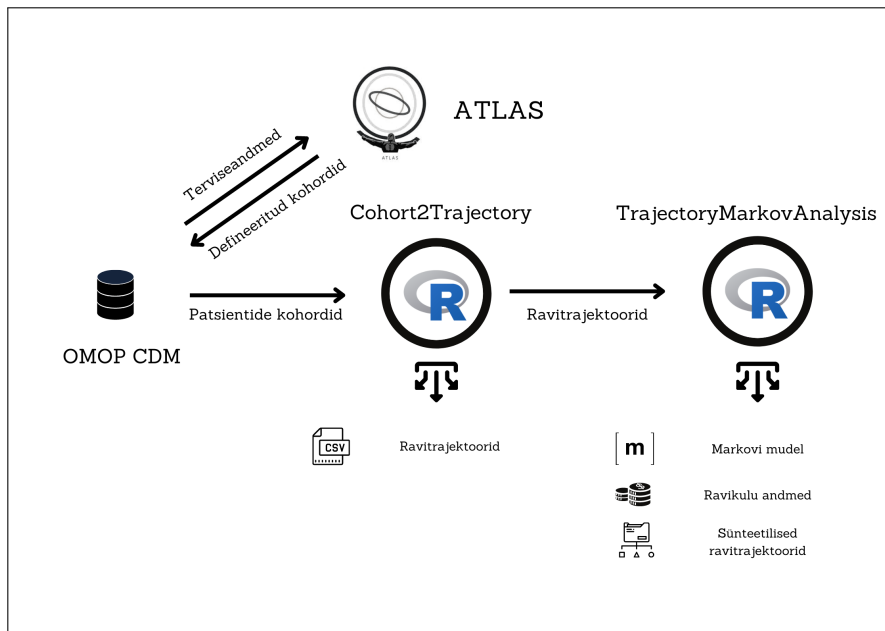 ATLAS
ATLAS
Terviseandmed
Defineeritud kohordid
Cohort2Trajectory
TrajectoryMarkovAnalysis
R
R
Patsientide kohordid
Ravitrajektoorid
OMOP CDM
CSV
Ravitrajektoorid
[m]
Markovi mudel
Ravikulu andmed
Sünteetilised
ravitrajektoorid